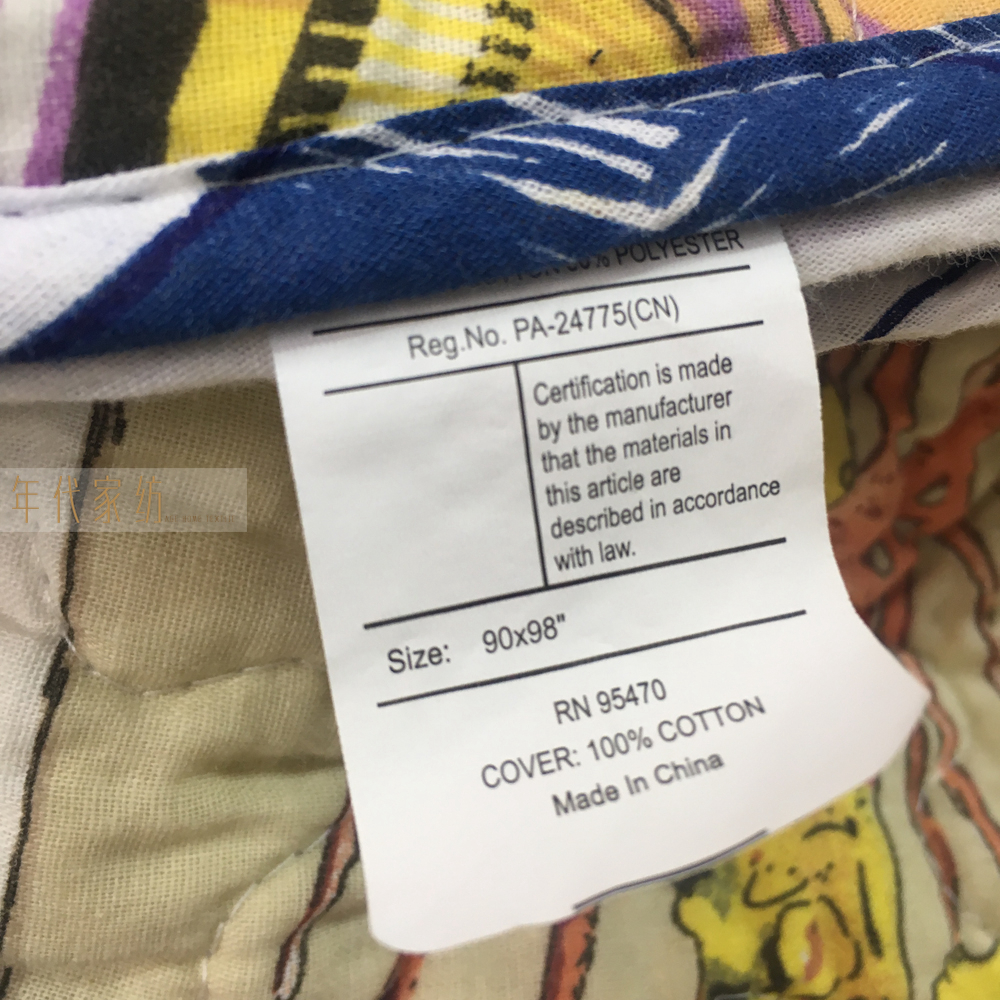 POLYESTER
Reg.No. PA-24775(CN)
Certification is made
by the manufacturer
that the materials in
this article are
described in accordance
with law.
Size: 90x98"
RN 95470
COVER: 100% COTTON
Made In China
年代家纺